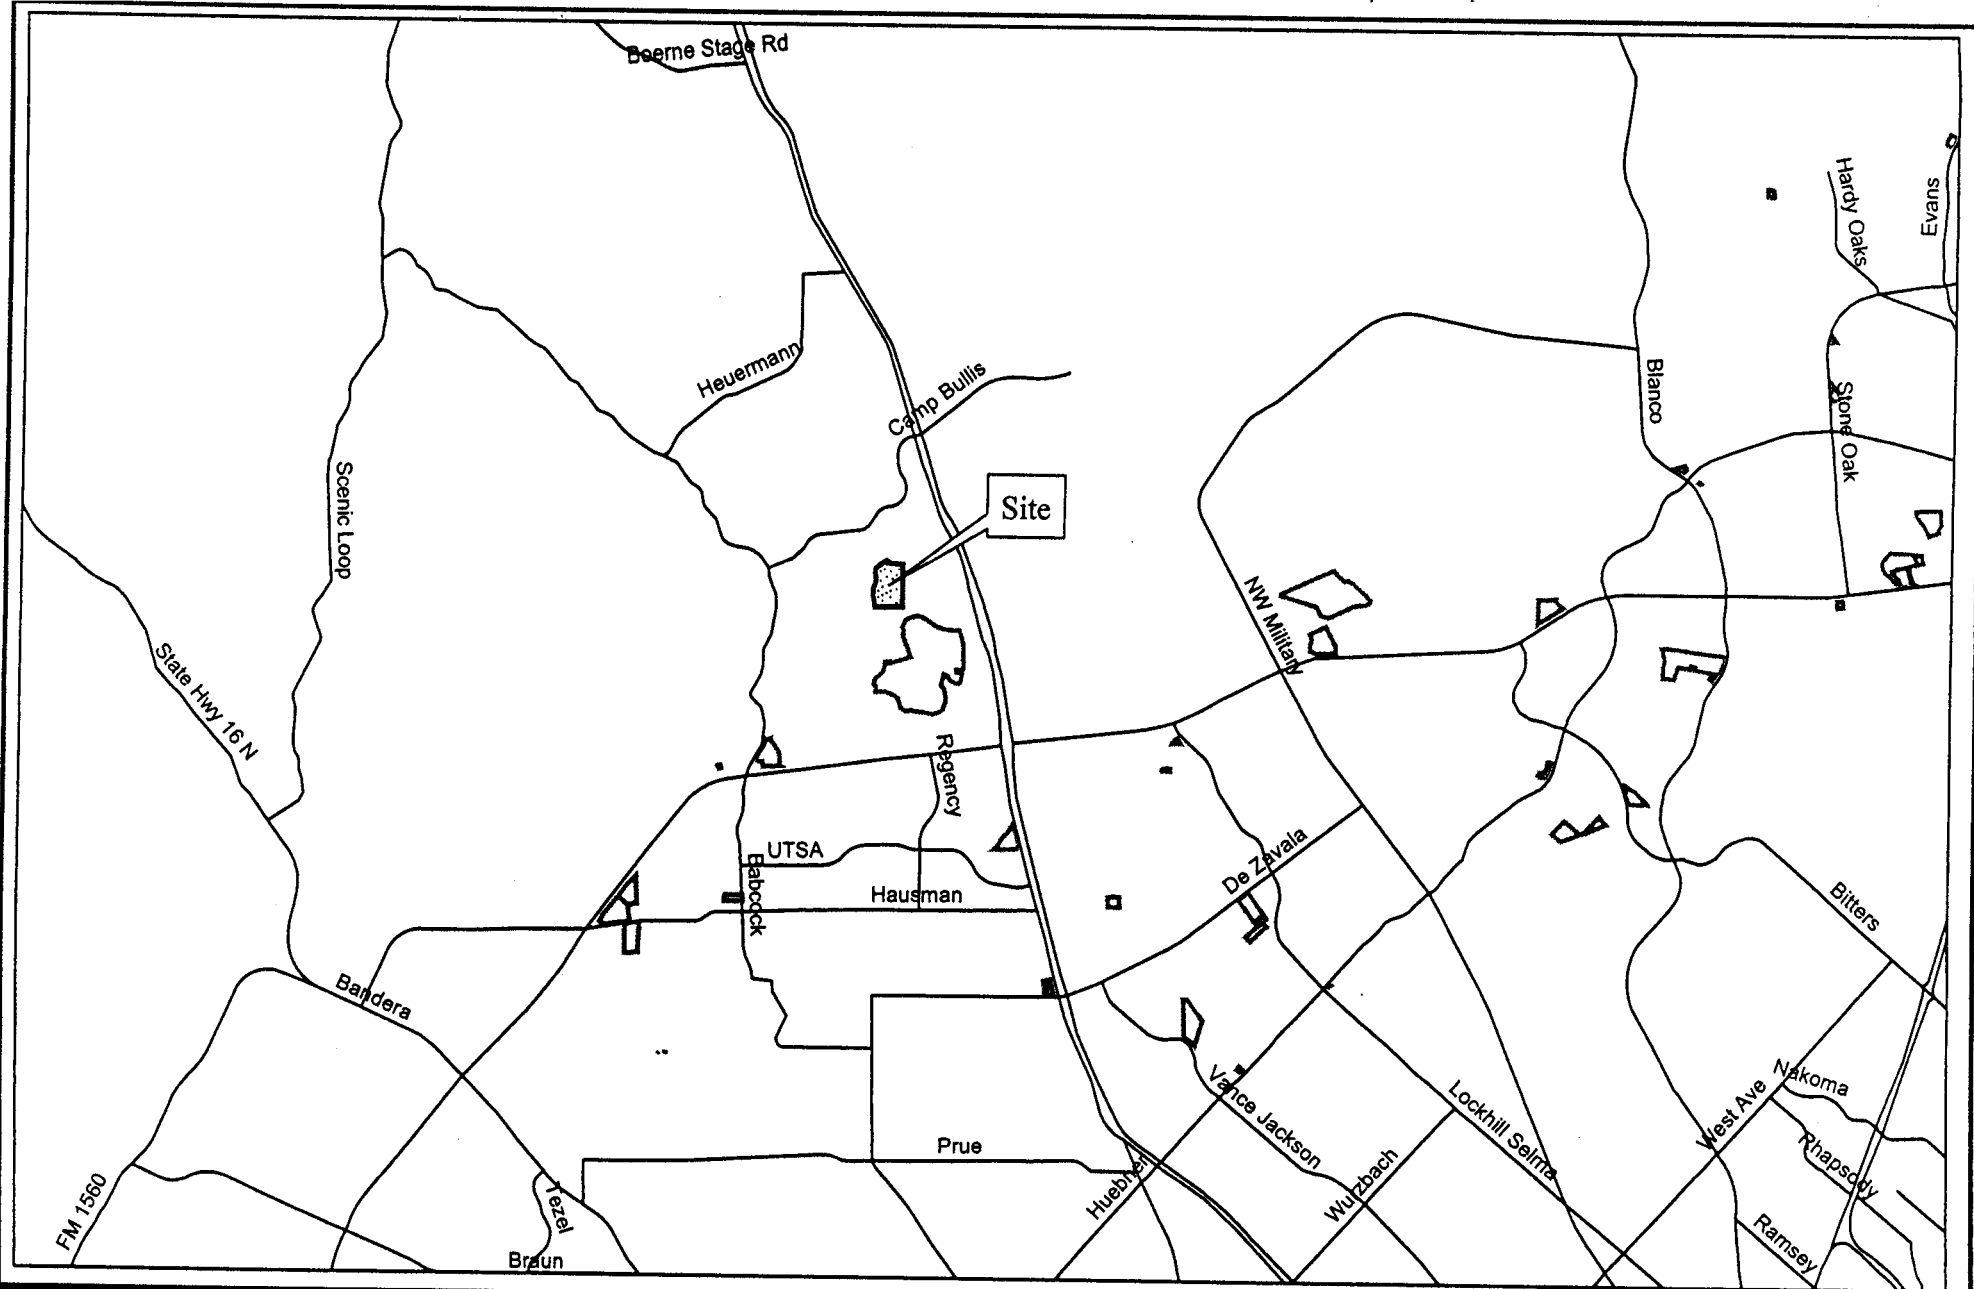 Boerne Stage Rd
Hardy Oaks
Evans
Heuermann
Camp Bullis
Blanco
Stone Oak
Scenic Loop
Site
NW Military
State Hwy 16 N
Regency
UTSA
De Zavala
Babcock
Hausman
Bitters
Bandera
Vance Jackson
Nakoma
Lockhill Selma
West Ave
Prue
Rhapsody
Huebner
Wurzbach
FM 1560
Tezel
Ramsey
Braun